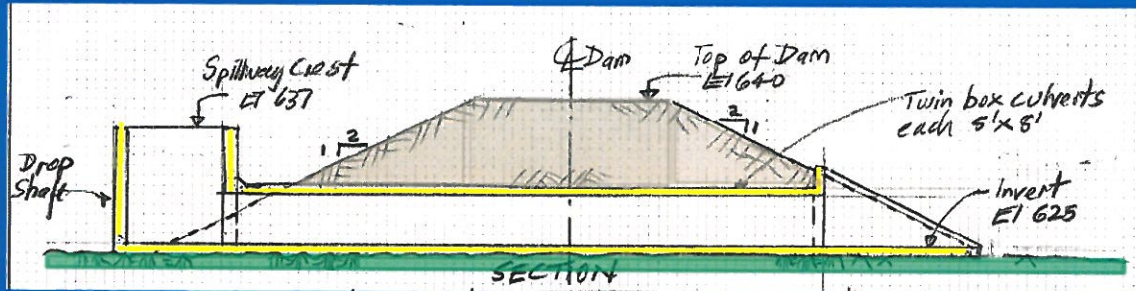 Spillway Crest
El 637
℄ Dam
Top of Dam
El 640
Twin box culverts
each 8'x8'
Drop
Shaft
1
2
2
1
Invert
El 625
SECTION